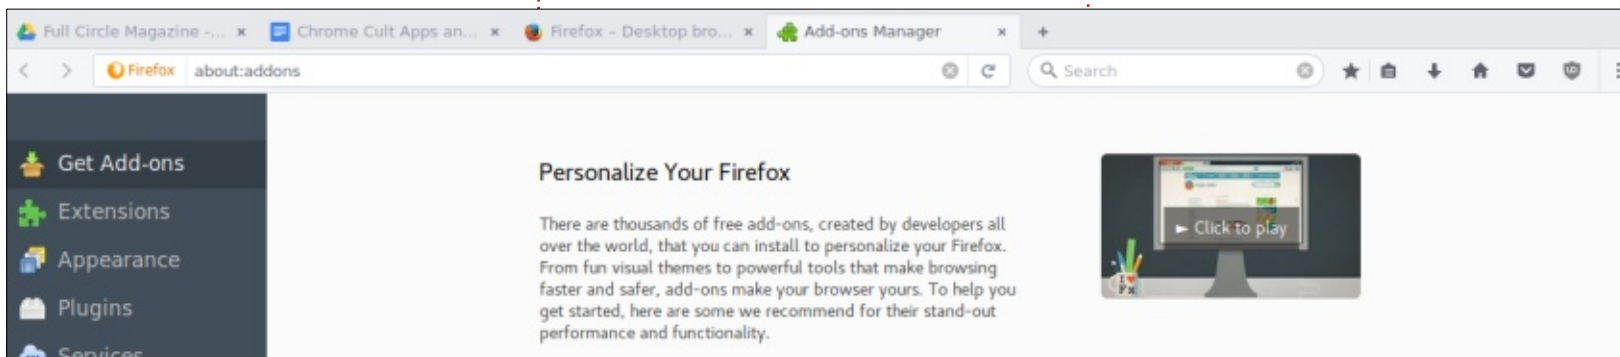 Full Circle Magazine -...
Chrome Cult Apps an...
Firefox – Desktop bro...
Add-ons Manager
Firefox
about:addons
Search
Get Add-ons
Extensions
Appearance
Plugins
Services
Personalize Your Firefox
There are thousands of free add-ons, created by developers all
over the world, that you can install to personalize your Firefox.
From fun visual themes to powerful tools that make browsing
faster and safer, add-ons make your browser yours. To help you
get started, here are some we recommend for their stand-out
performance and functionality.
► Click to play